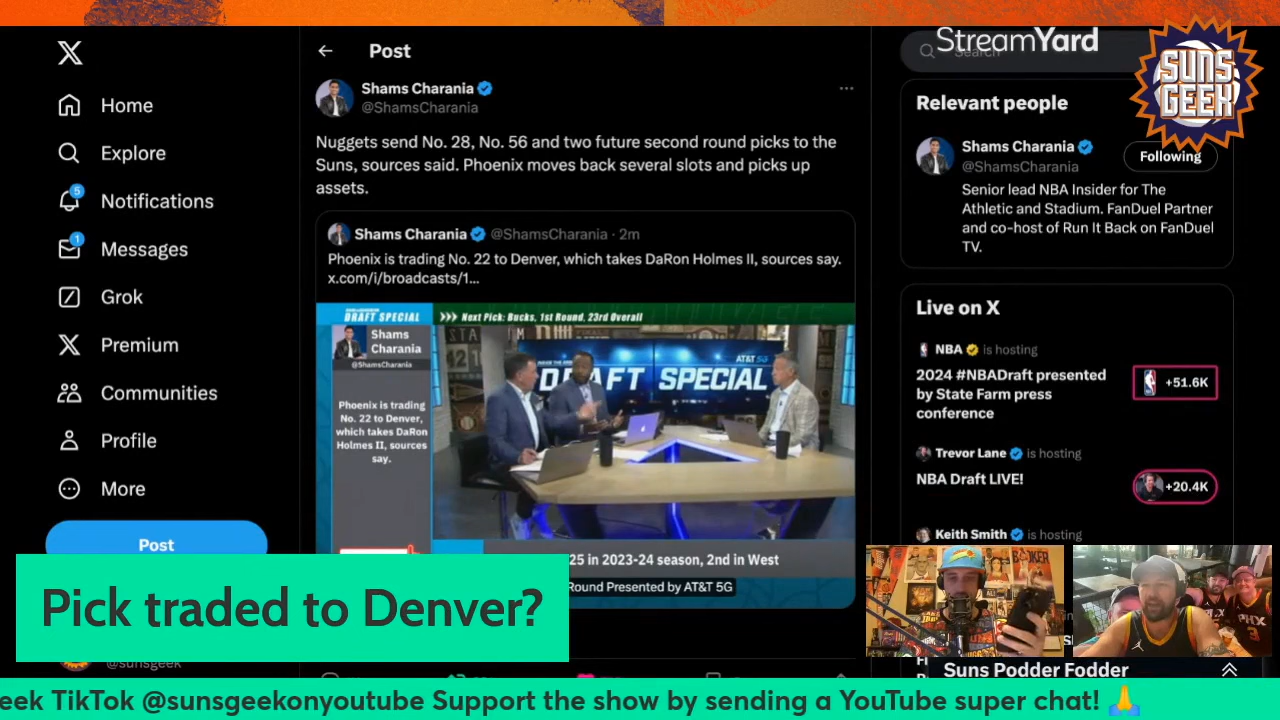 StreamYard
SUNS
GEEK
Home
Explore
5
Notifications
1
Messages
Grok
Premium
Communities
Profile
More
Post
@sunsgeek
Post
Shams Charania
@ShamsCharania
Nuggets send No. 28, No. 56 and two future second round picks to the
Suns, sources said. Phoenix moves back several slots and picks up
assets.
Shams Charania @ShamsCharania · 2m
Phoenix is trading No. 22 to Denver, which takes DaRon Holmes II, sources say.
x.com/i/broadcasts/1...
DRAFT SPECIAL
>>> Next Pick: Bucks, 1st Round, 23rd Overall
Shams
Charania
@ShamsCharania
Phoenix is trading
No. 22 to Denver,
which takes DaRon
Holmes II, sources
say.
DRAFT SPECIAL
AT&T 5G
25 in 2023-24 season, 2nd in West
Round Presented by AT&T 5G
Search
Relevant people
Shams Charania
@ShamsCharania
Following
Senior lead NBA Insider for The
Athletic and Stadium. FanDuel Partner
and co-host of Run It Back on FanDuel
TV.
Live on X
NBA is hosting
2024 #NBADraft presented
by State Farm press
conference
+51.6K
Trevor Lane is hosting
NBA Draft LIVE!
+20.4K
Keith Smith is hosting
BOOKER
PHX
3
Suns Podder Fodder
Pick traded to Denver?
eek TikTok @sunsgeekonyoutube Support the show by sending a YouTube super chat! 🙏